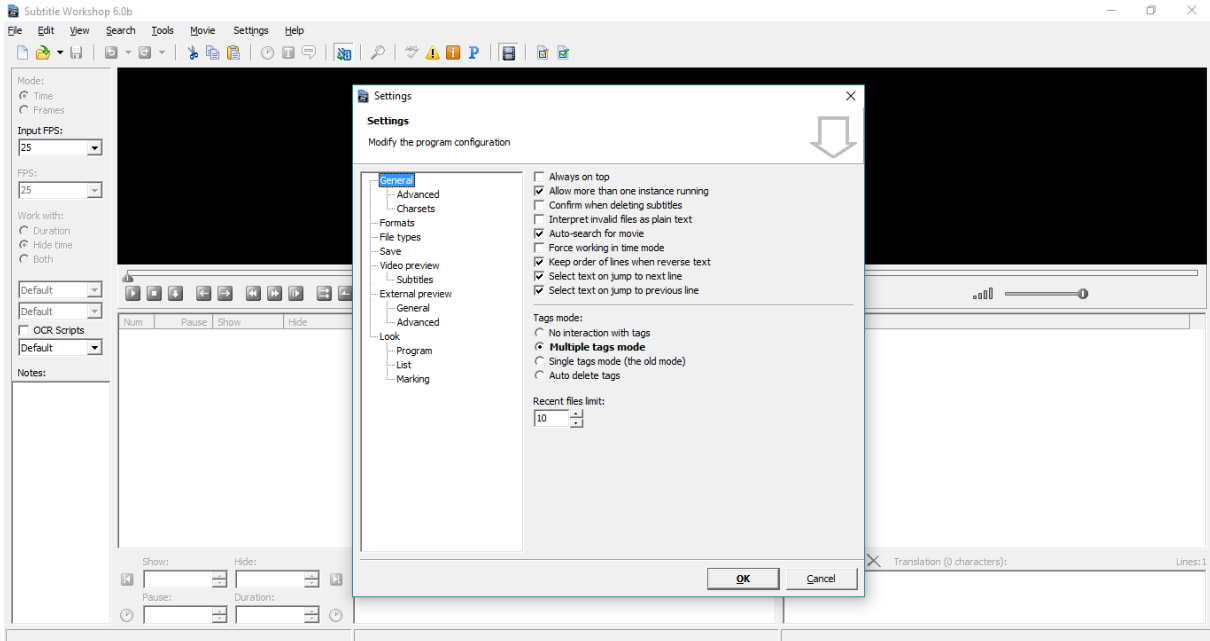 Subtitle Workshop 6.0b
File Edit View Search Tools Movie Settings Help
Mode:
Time
Frames
Input FPS:
25
FPS:
25
Work with:
Duration
Hide time
Both
Default
Default
OCR Scripts
Default
Notes:
Num Pause Show Hide
Show: Hide:
Pause: Duration:
Translation (0 characters): Lines:1
Settings
Settings
Modify the program configuration
General
Advanced
Charsets
Formats
File types
Save
Video preview
Subtitles
External preview
General
Advanced
Look
Program
List
Marking
Always on top
Allow more than one instance running
Confirm when deleting subtitles
Interpret invalid files as plain text
Auto-search for movie
Force working in time mode
Keep order of lines when reverse text
Select text on jump to next line
Select text on jump to previous line
Tags mode:
No interaction with tags
Multiple tags mode
Single tags mode (the old mode)
Auto delete tags
Recent files limit:
10
OK Cancel